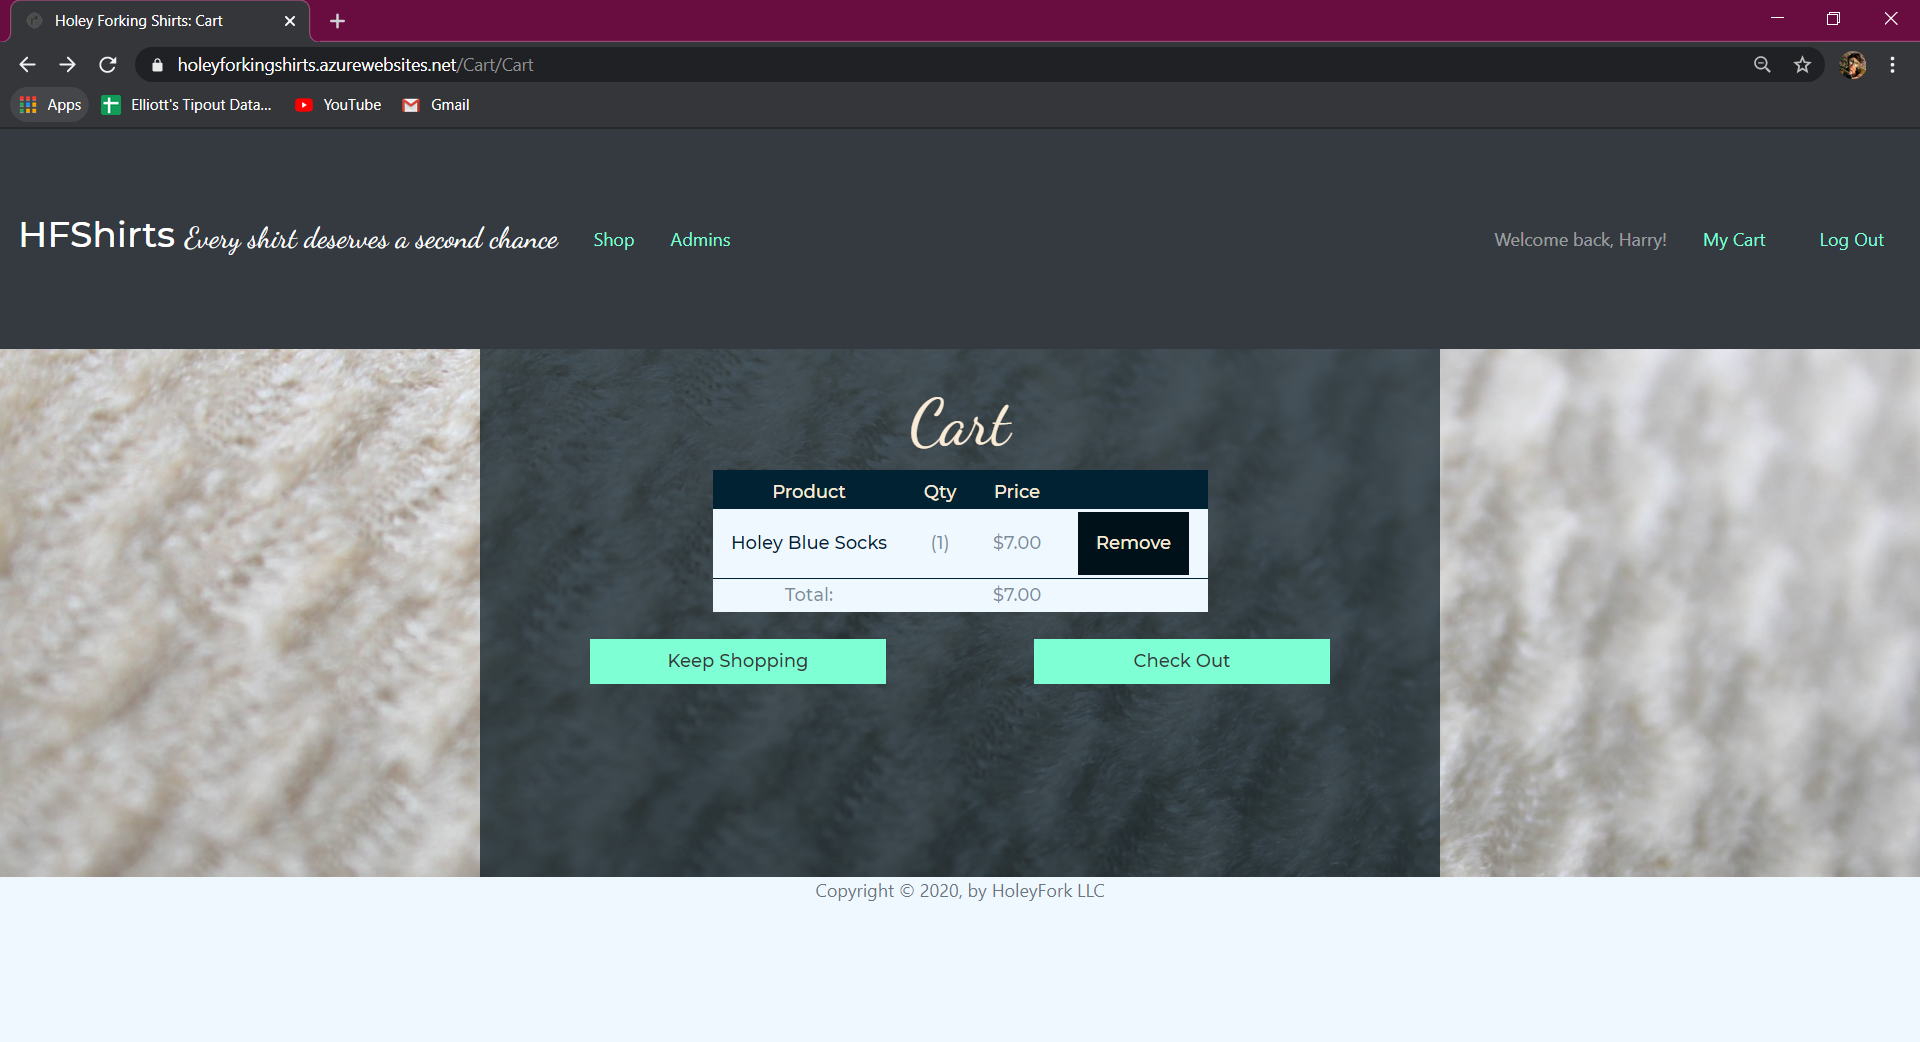 Holey Forking Shirts: Cart
holeyforkingshirts.azurewebsites.net/Cart/Cart
Apps Elliott's Tipout Data... YouTube Gmail
HFShirts Every shirt deserves a second chance Shop Admins Welcome back, Harry! My Cart Log Out
Cart
Product Qty Price
Holey Blue Socks (1) $7.00 Remove
Total: $7.00
Keep Shopping Check Out
Copyright © 2020, by HoleyFork LLC